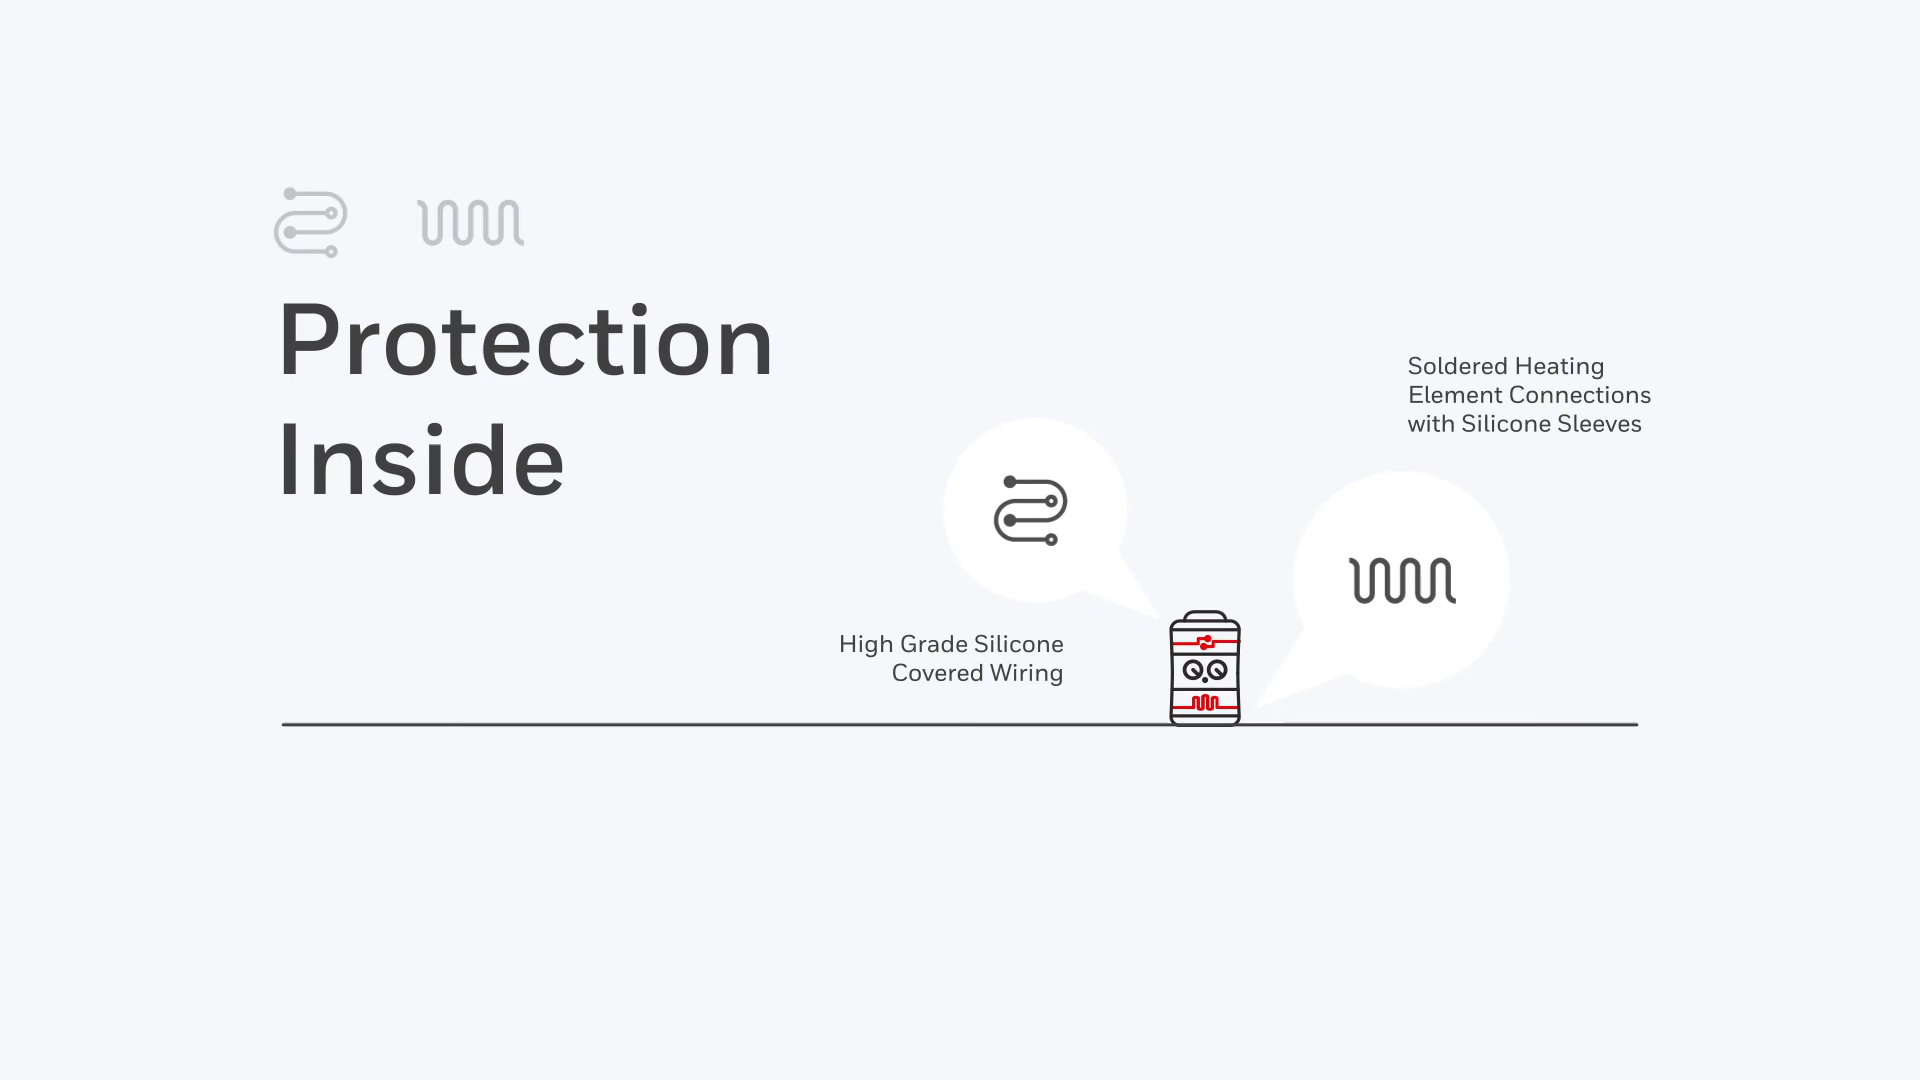 Protection
Inside
Soldered Heating
Element Connections
with Silicone Sleeves
High Grade Silicone
Covered Wiring